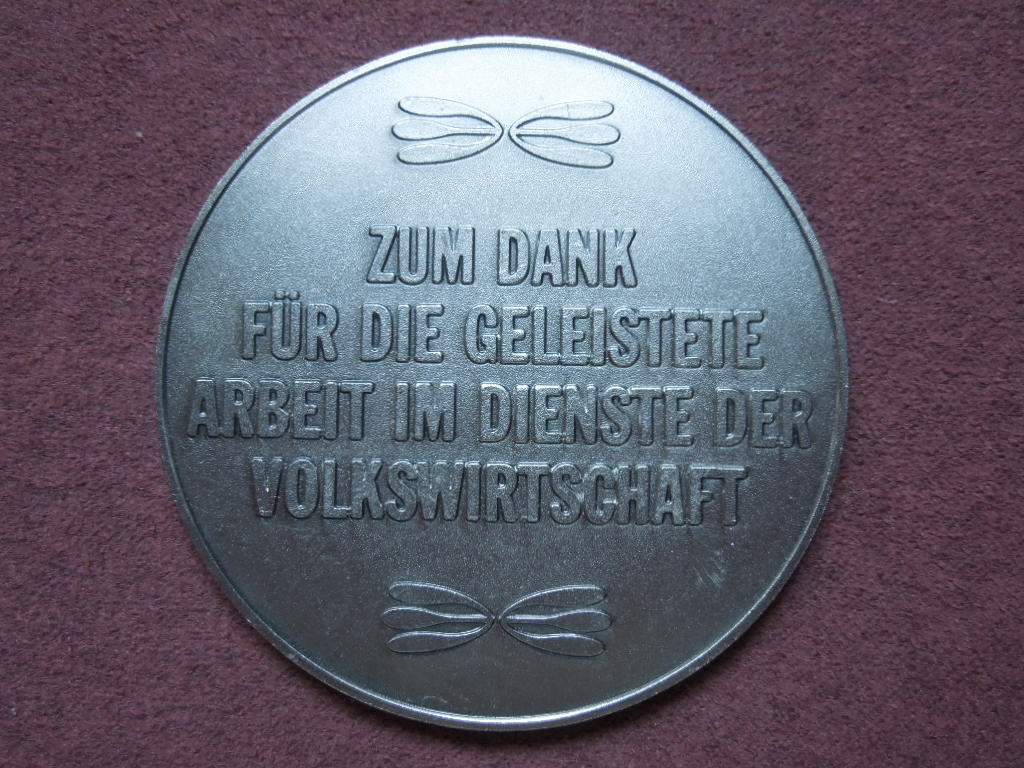 ZUM DANK
FÜR DIE GELEISTETE
ARBEIT IM DIENSTE DER
VOLKSWIRTSCHAFT